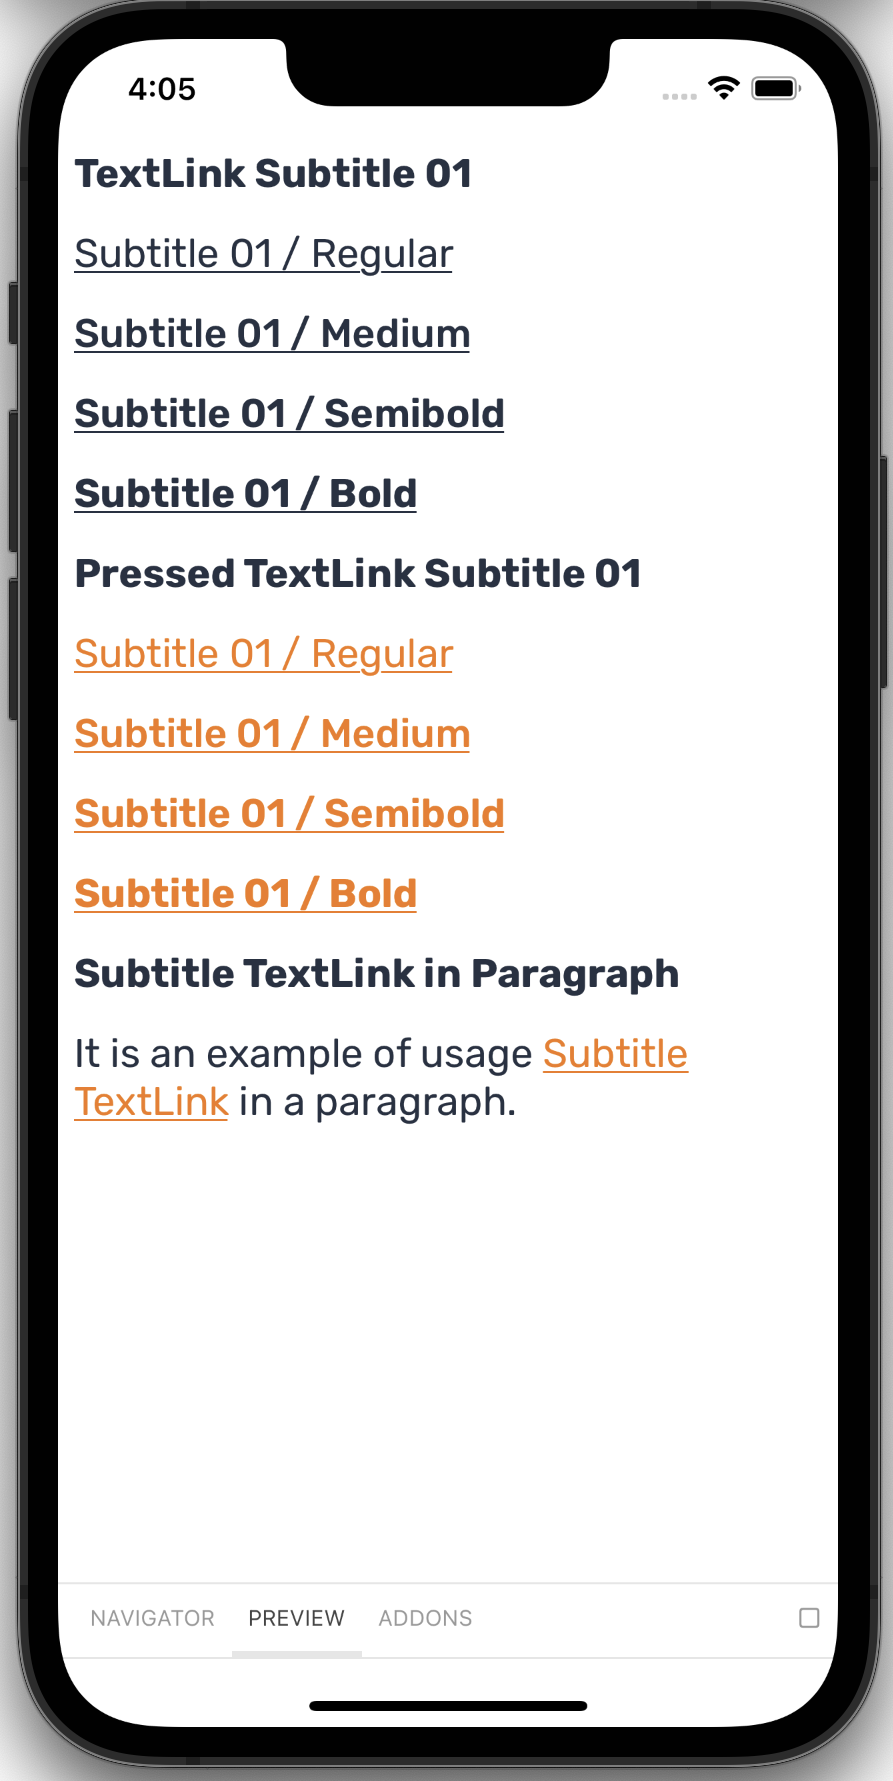 4:05
TextLink Subtitle 01
Subtitle 01 / Regular
Subtitle 01 / Medium
Subtitle 01 / Semibold
Subtitle 01 / Bold
Pressed TextLink Subtitle 01
Subtitle 01 / Regular
Subtitle 01 / Medium
Subtitle 01 / Semibold
Subtitle 01 / Bold
Subtitle TextLink in Paragraph
It is an example of usage Subtitle
TextLink in a paragraph.
NAVIGATOR PREVIEW ADDONS